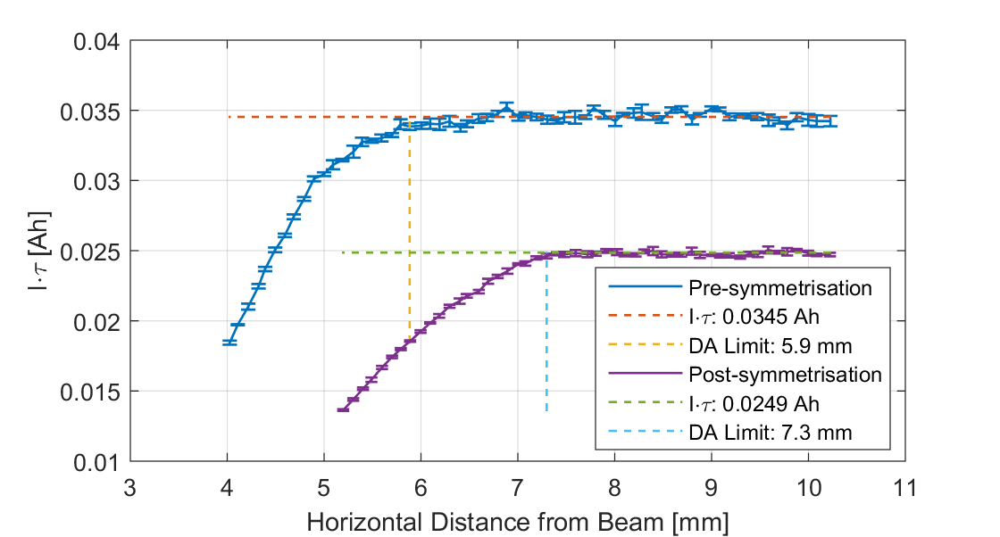 0.04
0.035
0.03
0.025
0.02
0.015
0.01
I·τ [Ah]
3 4 5 6 7 8 9 10 11
Horizontal Distance from Beam [mm]
Pre-symmetrisation
I·τ: 0.0345 Ah
DA Limit: 5.9 mm
Post-symmetrisation
I·τ: 0.0249 Ah
DA Limit: 7.3 mm